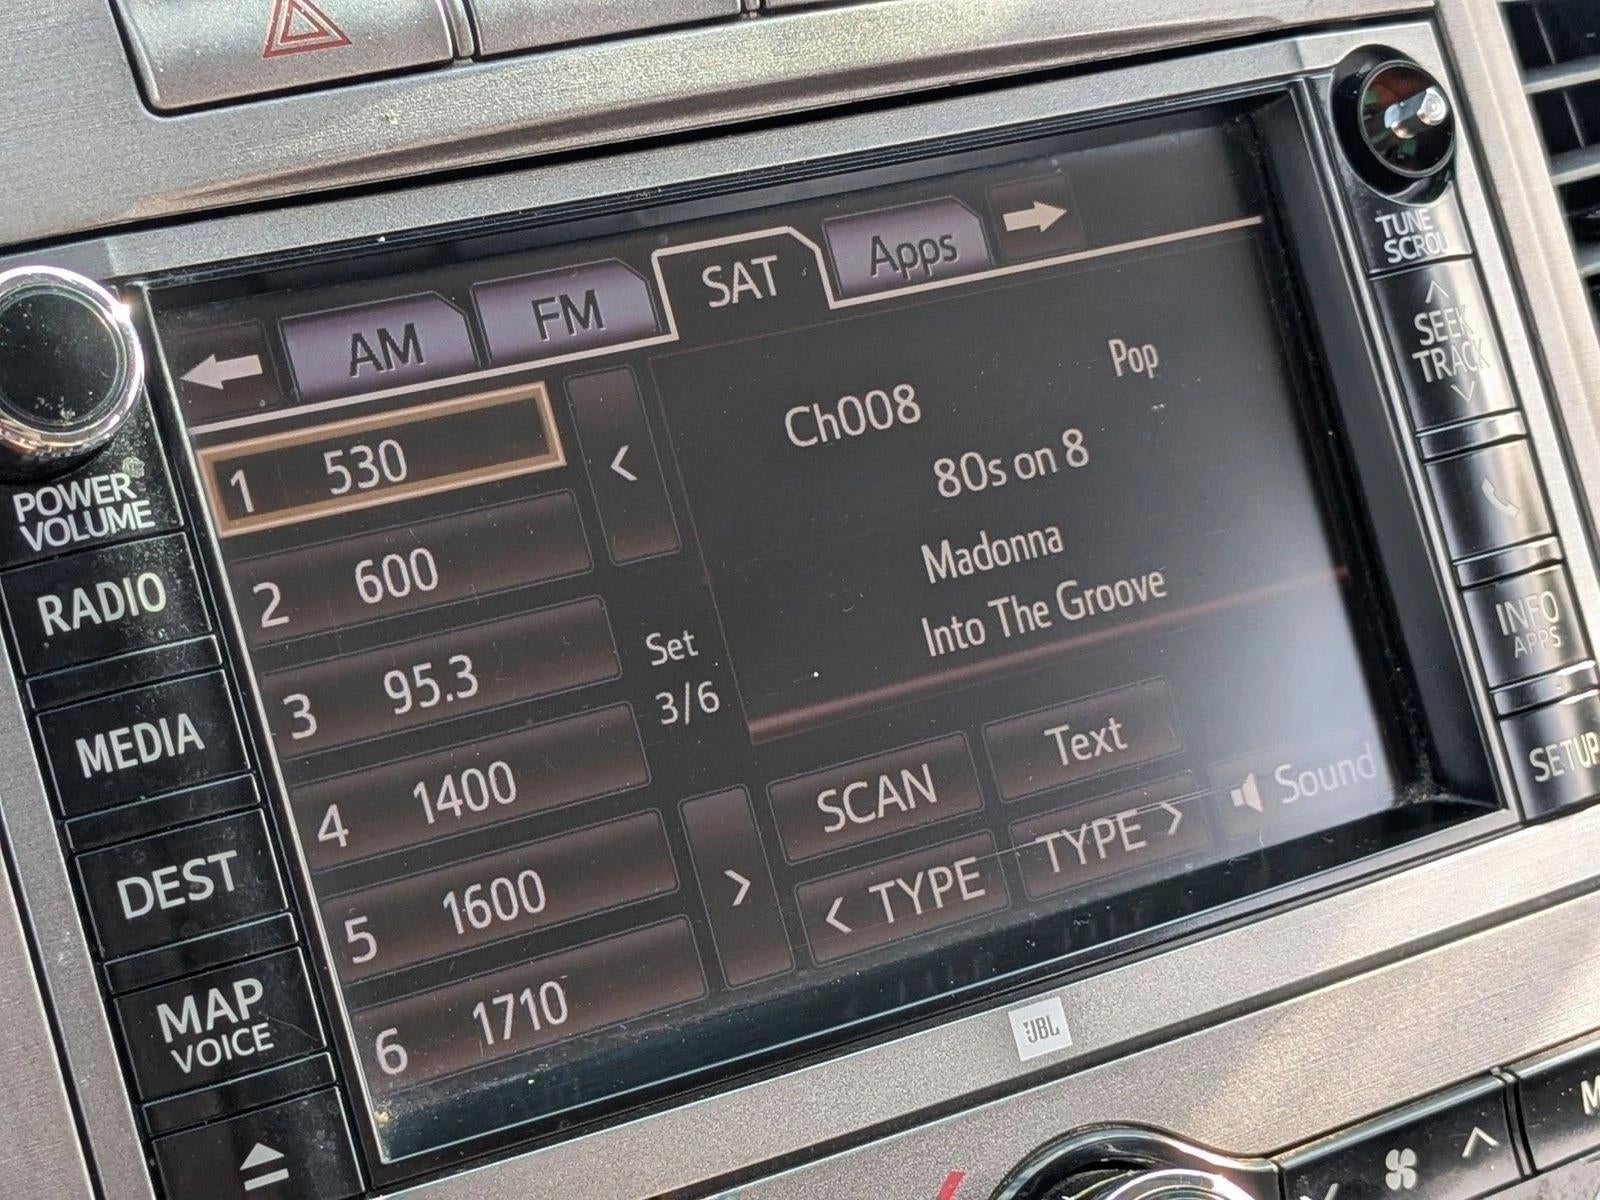 AM FM SAT Apps
TUNE
SCROLL
SEEK
TRACK
POWER
VOLUME
RADIO
MEDIA
DEST
MAP
VOICE
1 530
2 600
3 95.3
4 1400
5 1600
6 1710
<
Set
3/6
>
Pop
Ch008
80s on 8
Madonna
Into The Groove
SCAN
Text
< TYPE
TYPE >
Sound
INFO
APPS
SETUP
JBL